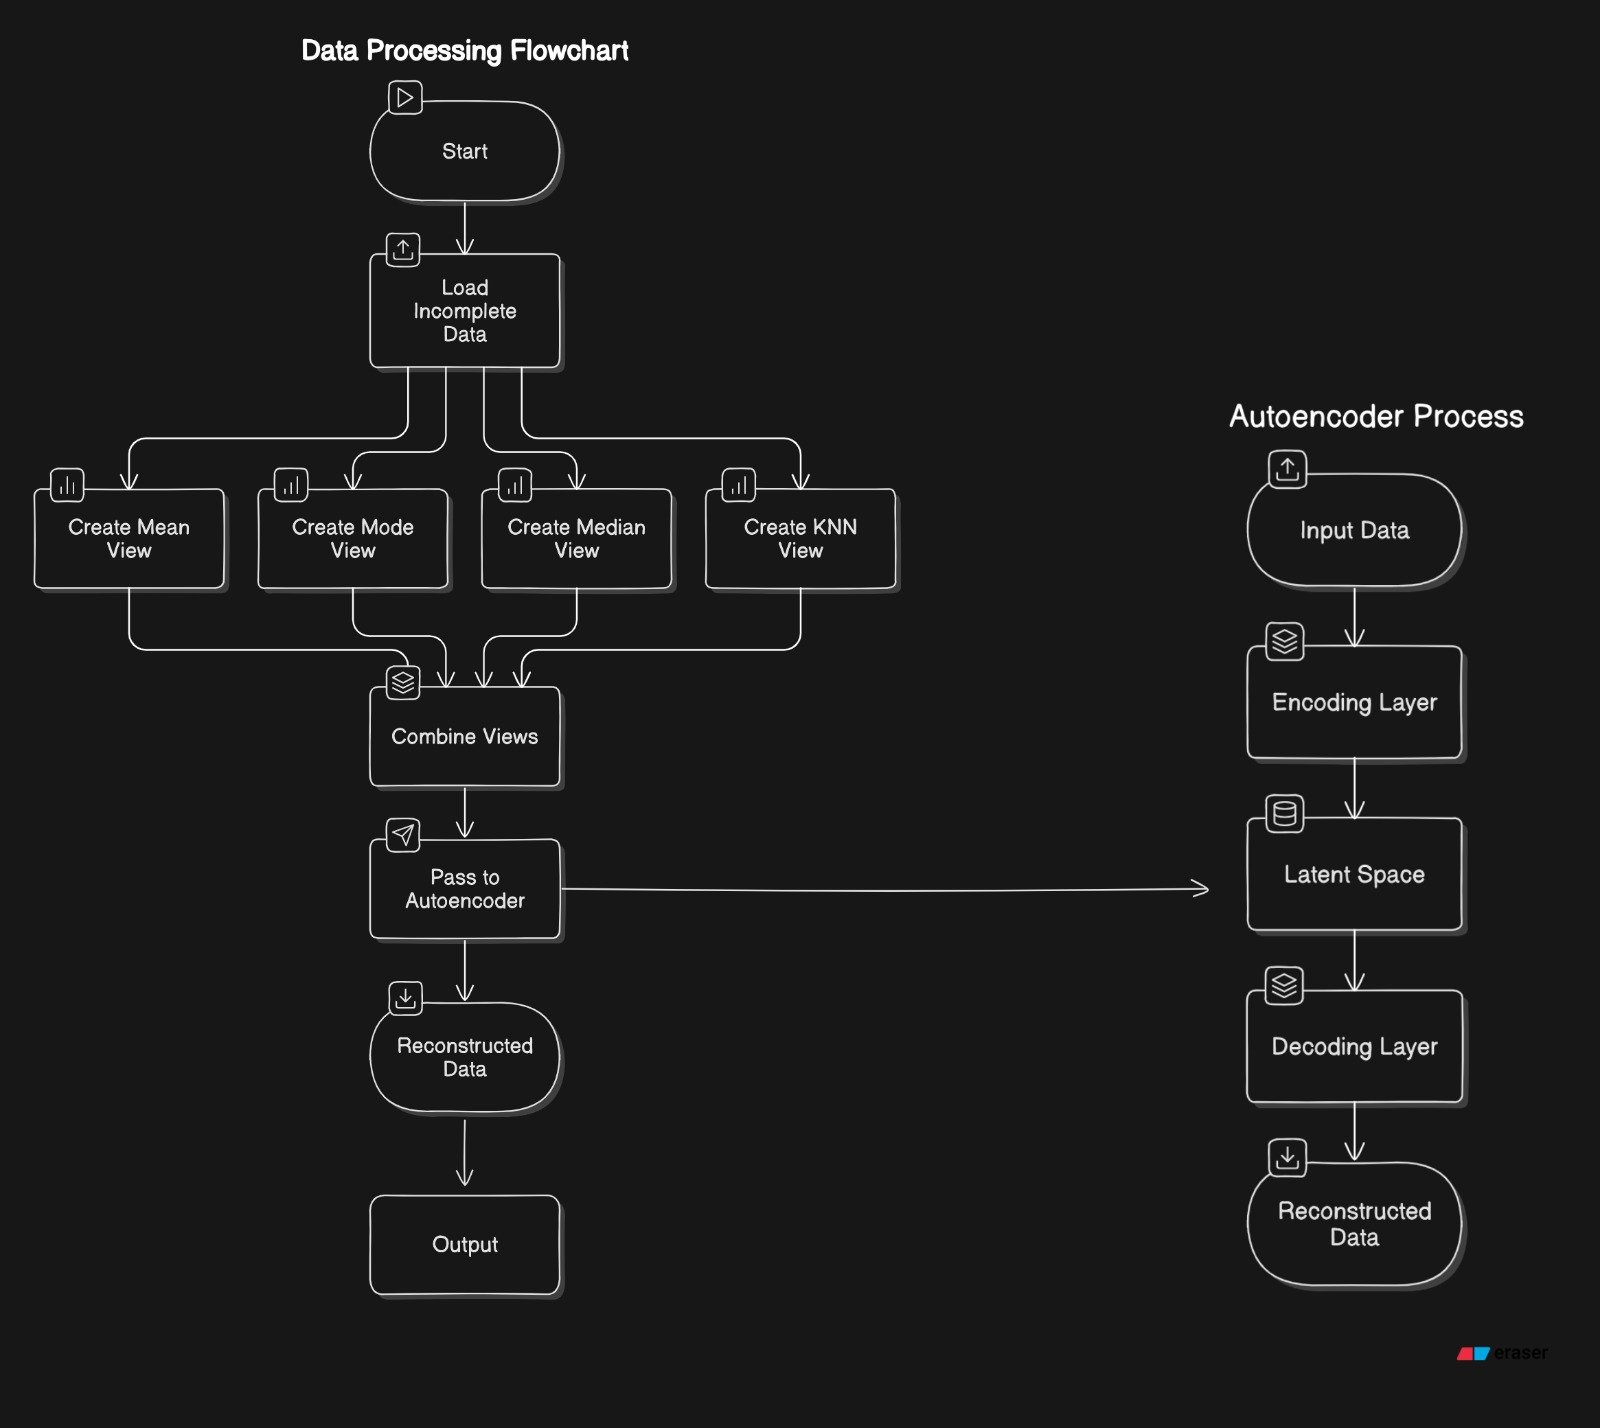 Data Processing Flowchart
Start
Load
Incomplete
Data
Create Mean
View
Create Mode
View
Create Median
View
Create KNN
View
Combine Views
Pass to
Autoencoder
Reconstructed
Data
Output
Autoencoder Process
Input Data
Encoding Layer
Latent Space
Decoding Layer
Reconstructed
Data
eraser